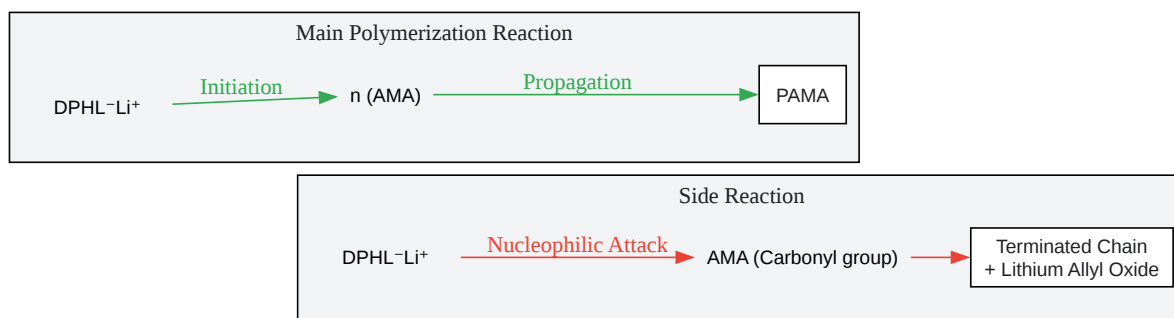 Main Polymerization Reaction
Initiation
Propagation
DPHL⁻Li⁺
n (AMA)
PAMA
Side Reaction
Nucleophilic Attack
DPHL⁻Li⁺
AMA (Carbonyl group)
Terminated Chain
+ Lithium Allyl Oxide